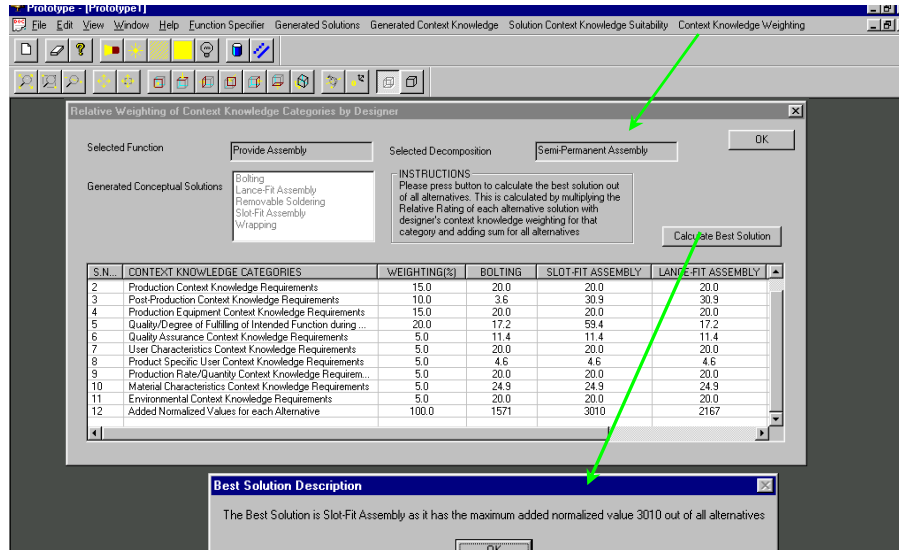 Prototype - [Prototype1]
File Edit View Window Help Function Specifier Generated Solutions Generated Context Knowledge Solution Context Knowledge Suitability Context Knowledge Weighting
Relative Weighting of Context Knowledge Categories by Designer
Selected Function
Provide Assembly
Selected Decomposition
Semi-Permanent Assembly
OK
Generated Conceptual Solutions
Bolting
Lance-Fit Assembly
Removable Soldering
Slot-Fit Assembly
Wrapping
INSTRUCTIONS
Please press button to calculate the best solution out
of all alternatives. This is calculated by multiplying the
Relative Rating of each alternative solution with
designer's context knowledge weighting for that
category and adding sum for all alternatives
Calculate Best Solution
S.N... CONTEXT KNOWLEDGE CATEGORIES WEIGHTING(%) BOLTING SLOT-FIT ASSEMBLY LANCE-FIT ASSEMBLY
2 Production Context Knowledge Requirements 15.0 20.0 20.0 20.0
3 Post-Production Context Knowledge Requirements 10.0 3.6 30.9 30.9
4 Production Equipment Context Knowledge Requirements 15.0 20.0 20.0 20.0
5 Quality/Degree of Fulfilling of Intended Function during ... 20.0 17.2 59.4 17.2
6 Quality Assurance Context Knowledge Requirements 5.0 11.4 11.4 11.4
7 User Characteristics Context Knowledge Requirements 5.0 20.0 20.0 20.0
8 Product Specific User Context Knowledge Requirements 5.0 4.6 4.6 4.6
9 Production Rate/Quantity Context Knowledge Requirem... 5.0 20.0 20.0 20.0
10 Material Characteristics Context Knowledge Requirements 5.0 24.9 24.9 24.9
11 Environmental Context Knowledge Requirements 5.0 20.0 20.0 20.0
12 Added Normalized Values for each Alternative 100.0 1571 3010 2167
Best Solution Description
The Best Solution is Slot-Fit Assembly as it has the maximum added normalized value 3010 out of all alternatives
OK